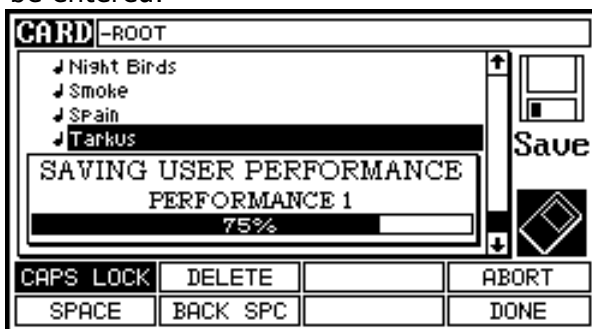 be entered.
CARD -ROOT
Night Birds
Smoke
Spain
Tarkus
Save
SAVING USER PERFORMANCE
PERFORMANCE 1
75%
CAPS LOCK DELETE ABORT
SPACE BACK SPC DONE